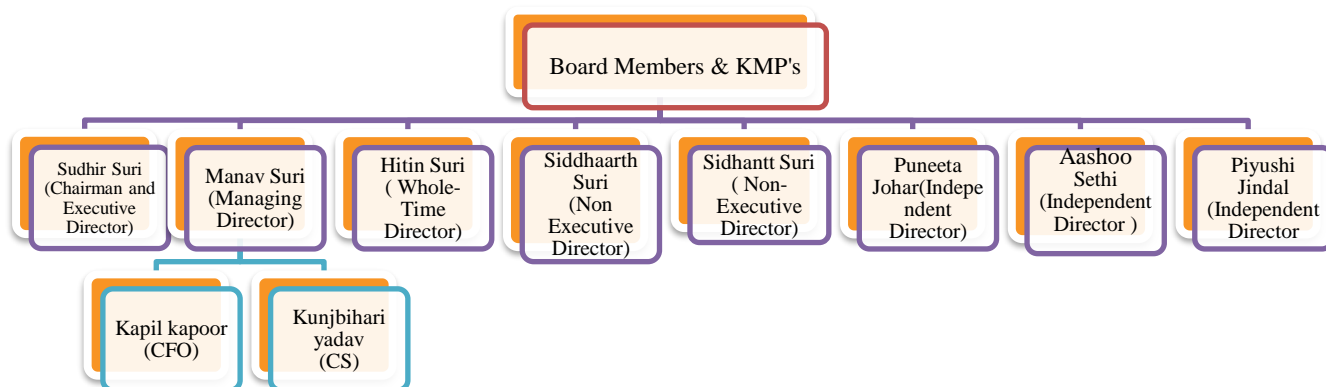 Board Members & KMP's
Sudhir Suri
(Chairman and
Executive
Director)
Manav Suri
(Managing
Director)
Hitin Suri
( Whole-
Time
Director)
Siddhaarth
Suri
(Non
Executive
Director)
Sidhantt Suri
( Non-
Executive
Director)
Puneeta
Johar(Indepe
ndent
Director)
Aashoo
Sethi
(Independent
Director )
Piyushi
Jindal
(Independent
Director
Kapil kapoor
(CFO)
Kunjbihari
yadav
(CS)